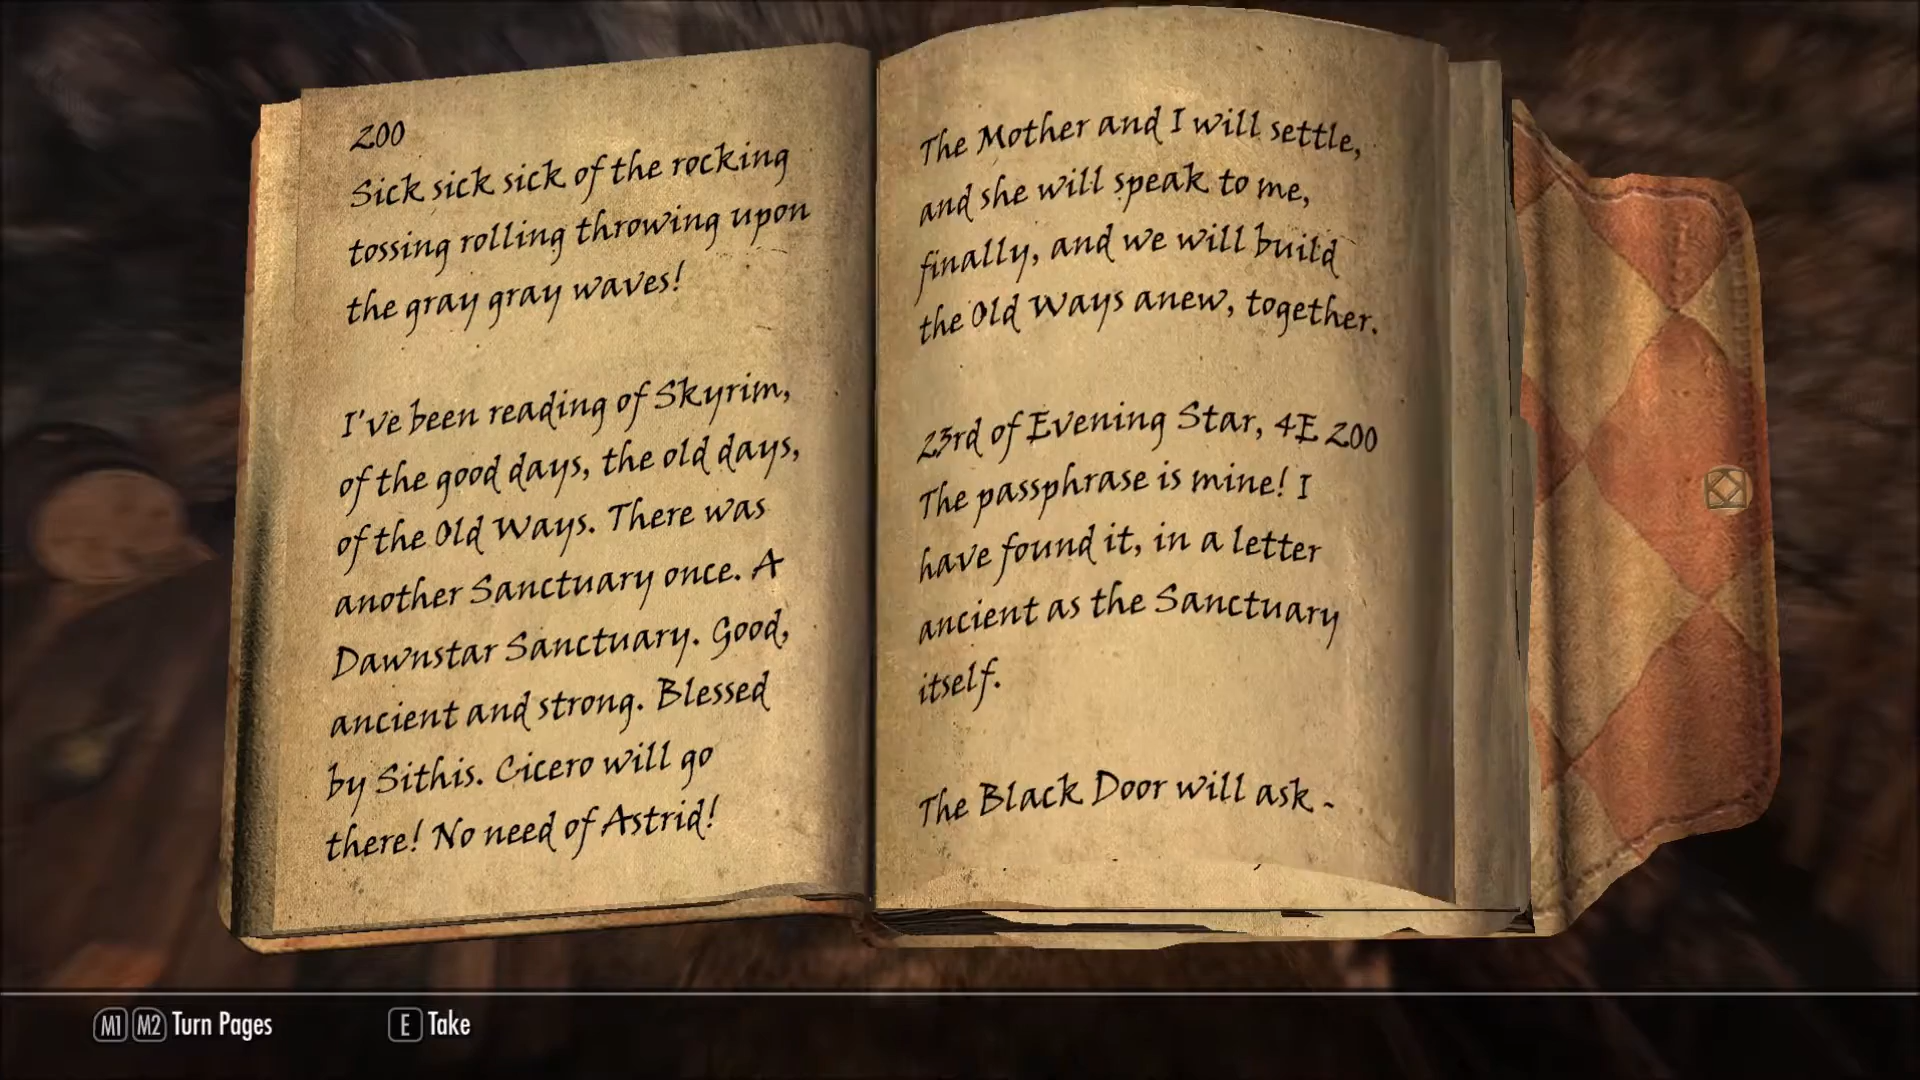 200
Sick sick sick of the rocking
tossing rolling throwing upon
the gray gray waves!
I've been reading of Skyrim,
of the good days, the old days,
of the Old Ways. There was
another Sanctuary once. A
Dawnstar Sanctuary. Good,
ancient and strong. Blessed
by Sithis. Cicero will go
there! No need of Astrid!
The Mother and I will settle,
and she will speak to me,
finally, and we will build
the Old Ways anew, together.
23rd of Evening Star, 4E 200
The passphrase is mine! I
have found it, in a letter
ancient as the Sanctuary
itself.
The Black Door will ask -
M1 M2 Turn Pages
E Take